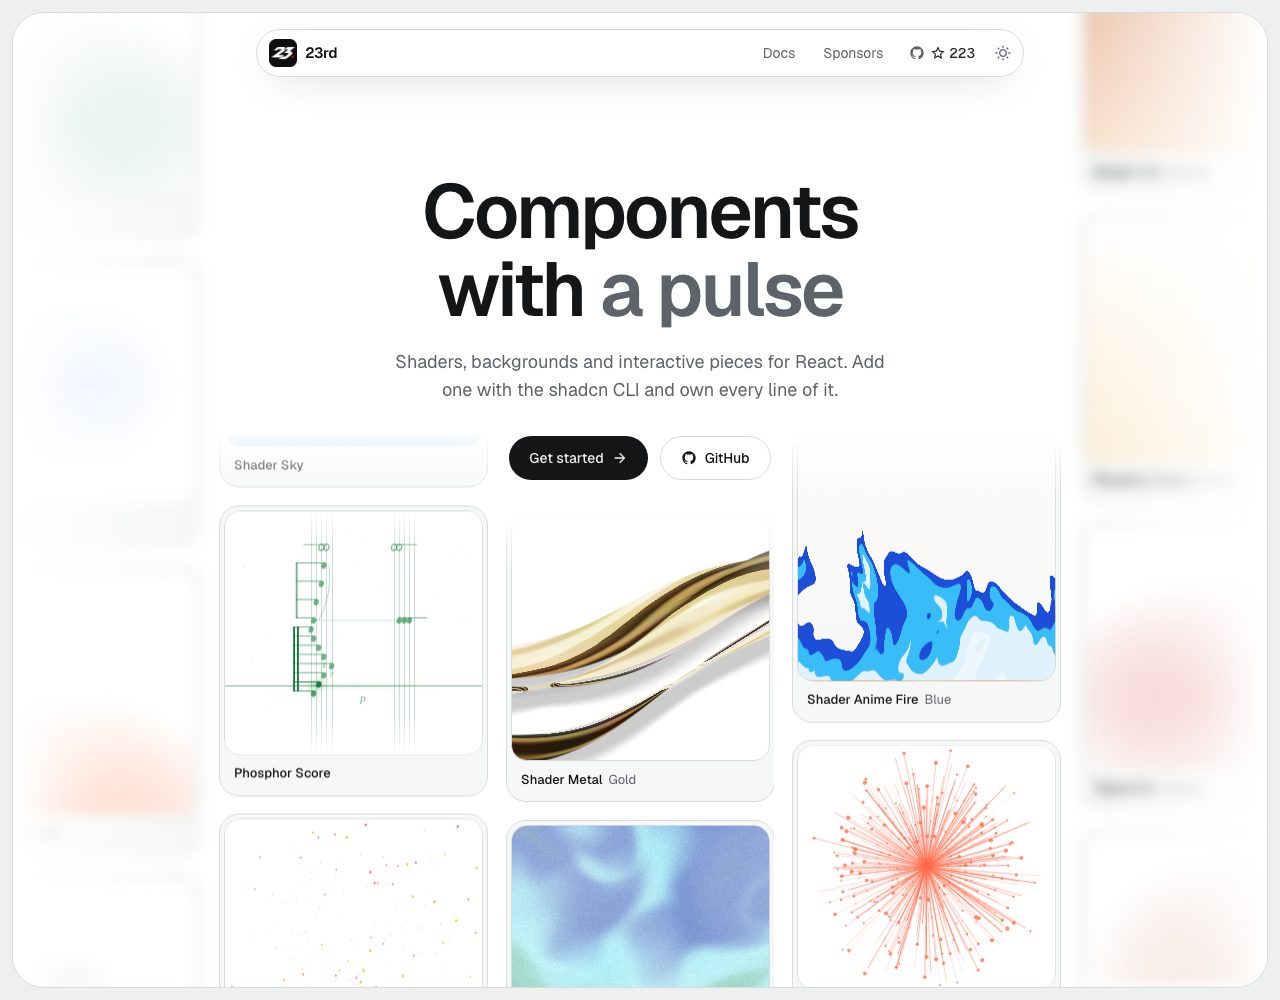 23 23rd
Docs Sponsors 223
Components
with a pulse
Shaders, backgrounds and interactive pieces for React. Add
one with the shadcn CLI and own every line of it.
Get started → GitHub
Shader Sky
Shader Anime Fire Blue
Phosphor Score
Shader Metal Gold
p